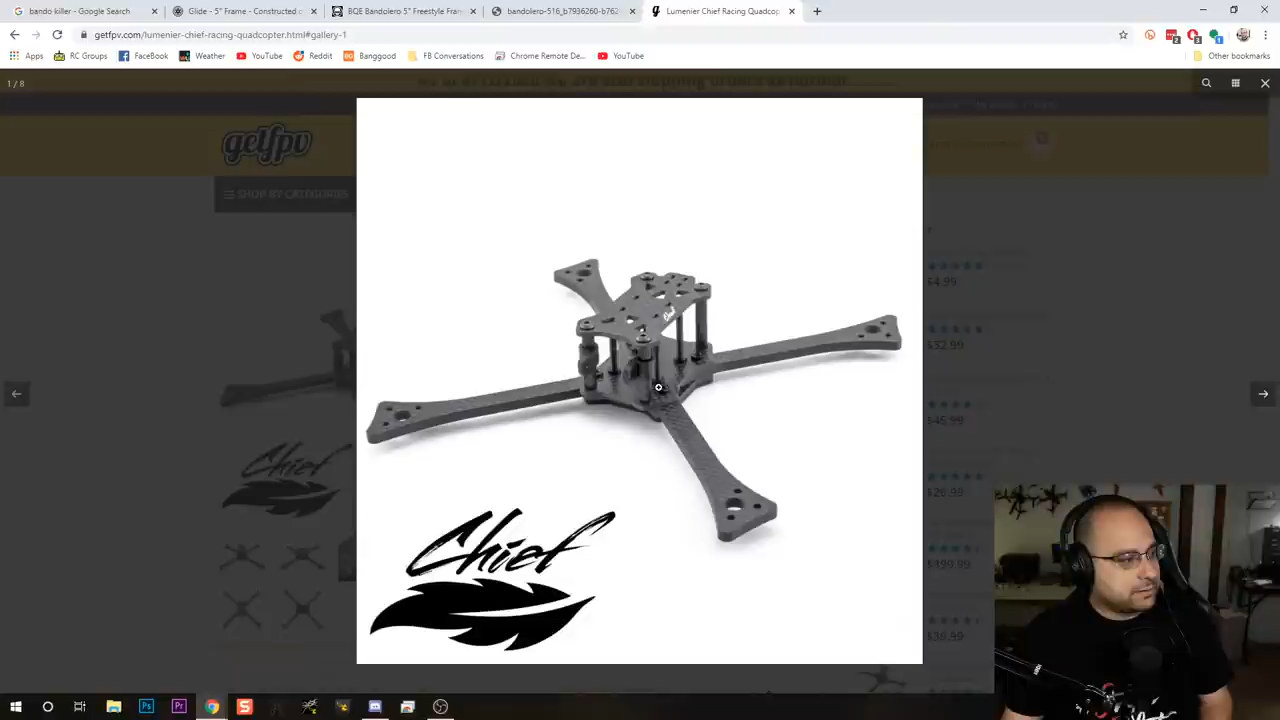 bando killer - Google Search
Glide - 5" Frame - Constructed c
BQE Bandolero 5" Freestyle Fran
bandolero-516_b7936260-b762
Lumenier Chief Racing Quadcop
getfpv.com/lumenier-chief-racing-quadcopter.html#gallery-1
Apps
RC Groups
FaceBook
Weather
YouTube
Reddit
Banggood
FB Conversations
Chrome Remote De...
YouTube
Other bookmarks
1 / 8
getfpv
SHOP BY CATEGORIES
$4.99
$32.99
$45.99
$26.99
$399.99
$39.99
Chief
Chief